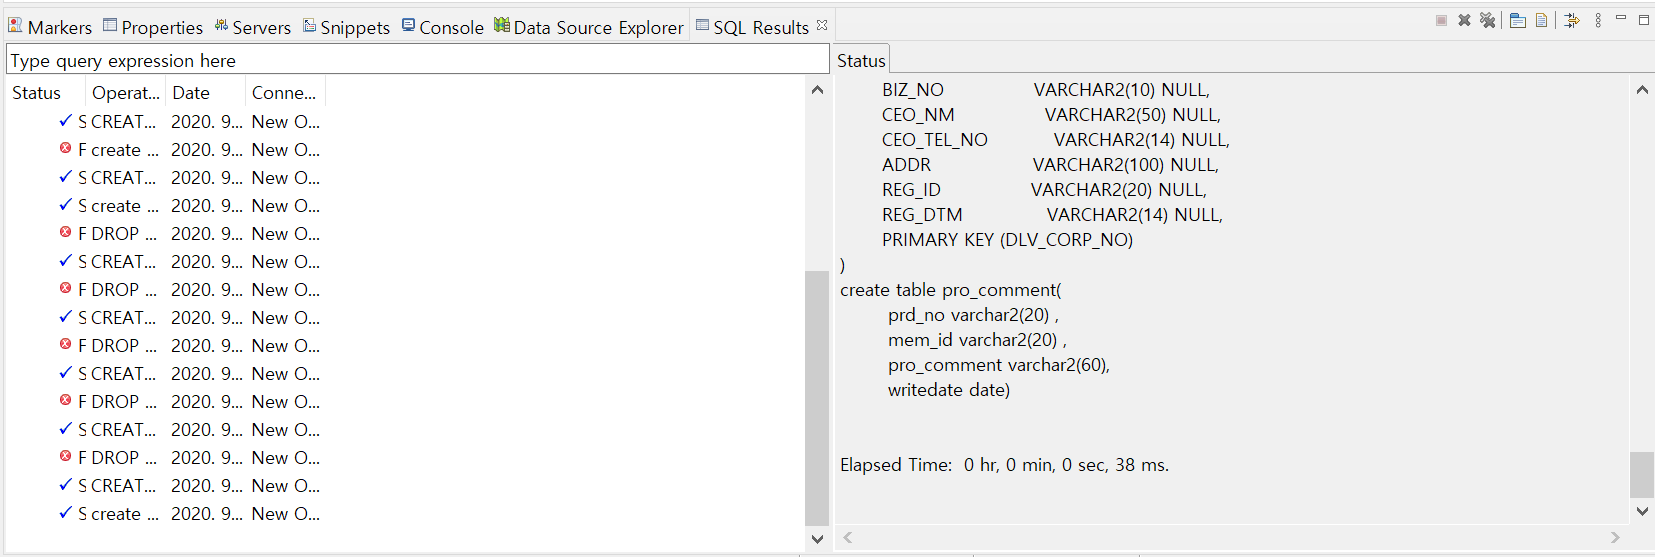 Markers Properties Servers Snippets Console Data Source Explorer SQL Results
Type query expression here
Status Operat... Date Conne...
S CREAT... 2020. 9... New O...
F create ... 2020. 9... New O...
S CREAT... 2020. 9... New O...
S create ... 2020. 9... New O...
F DROP ... 2020. 9... New O...
S CREAT... 2020. 9... New O...
F DROP ... 2020. 9... New O...
S CREAT... 2020. 9... New O...
F DROP ... 2020. 9... New O...
S CREAT... 2020. 9... New O...
F DROP ... 2020. 9... New O...
S CREAT... 2020. 9... New O...
F DROP ... 2020. 9... New O...
S CREAT... 2020. 9... New O...
S create ... 2020. 9... New O...
Status
BIZ_NO VARCHAR2(10) NULL,
CEO_NM VARCHAR2(50) NULL,
CEO_TEL_NO VARCHAR2(14) NULL,
ADDR VARCHAR2(100) NULL,
REG_ID VARCHAR2(20) NULL,
REG_DTM VARCHAR2(14) NULL,
PRIMARY KEY (DLV_CORP_NO)
)
create table pro_comment(
prd_no varchar2(20) ,
mem_id varchar2(20) ,
pro_comment varchar2(60),
writedate date)
Elapsed Time:  0 hr, 0 min, 0 sec, 38 ms.